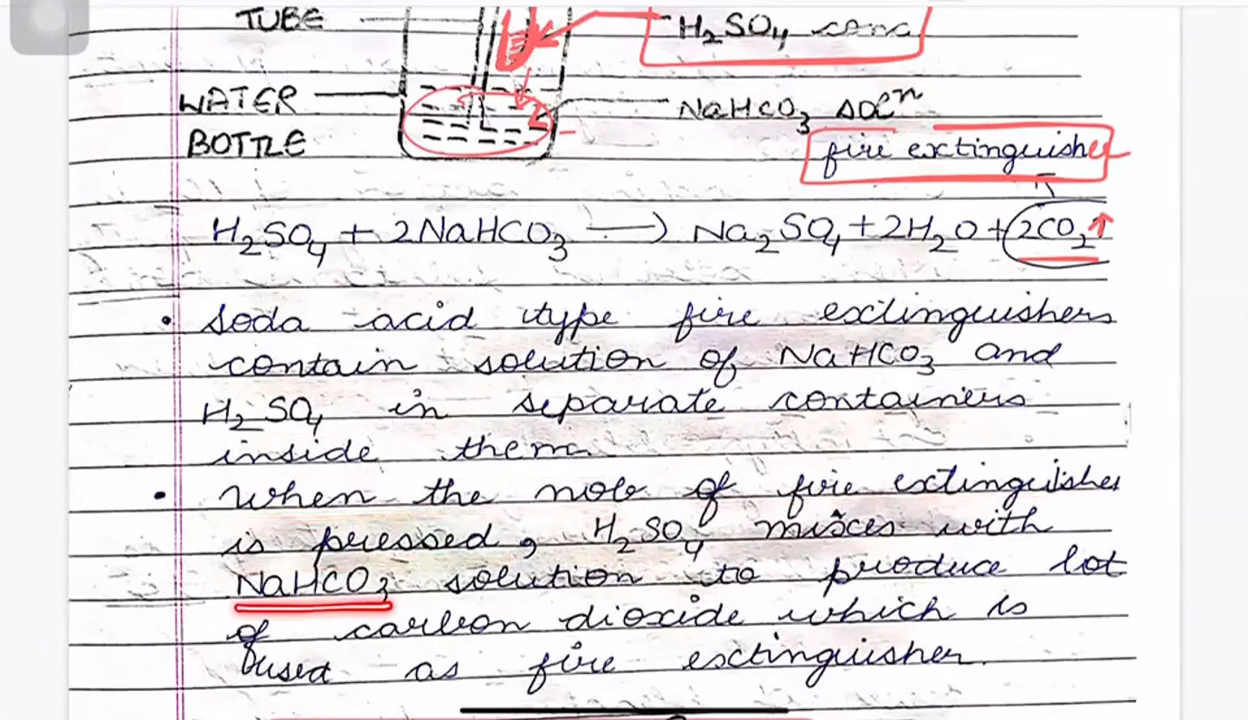 TUBE
H₂SO₄ conc
WATER
NaHCO₃ solⁿ
BOTTLE
fire extinguisher
H₂SO₄ + 2NaHCO₃ ⟶ Na₂SO₄ + 2H₂O + 2CO₂↑
• Soda acid type fire extinguishers
contain solution of NaHCO₃ and
H₂SO₄ in separate containers
inside them.
• When the nob of fire extinguisher
is pressed, H₂SO₄ mixes with
NaHCO₃ solution to produce lot
of carbon dioxide which is
used as fire extinguisher.